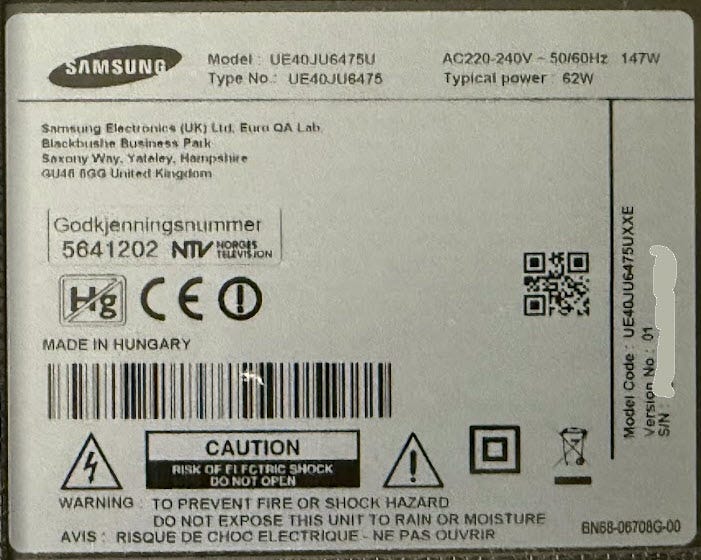 SAMSUNG
Model : UE40JU6475U
Type No. : UE40JU6475
AC220-240V ~ 50/60Hz 147W
Typical power : 62W
Samsung Electronics (UK) Ltd, Euro QA Lab.
Blackbushe Business Park
Saxony Way, Yateley, Hampshire
GU46 6GG United Kingdom
Godkjenningsnummer
5641202 NTV NORGES TELEVISION
Hg CE
MADE IN HUNGARY
CAUTION
RISK OF ELECTRIC SHOCK
DO NOT OPEN
WARNING : TO PREVENT FIRE OR SHOCK HAZARD
DO NOT EXPOSE THIS UNIT TO RAIN OR MOISTURE
AVIS : RISQUE DE CHOC ELECTRIQUE - NE PAS OUVRIR
BN68-06708G-00
Model Code : UE40JU6475UXXE
Version No : 01
S/N :